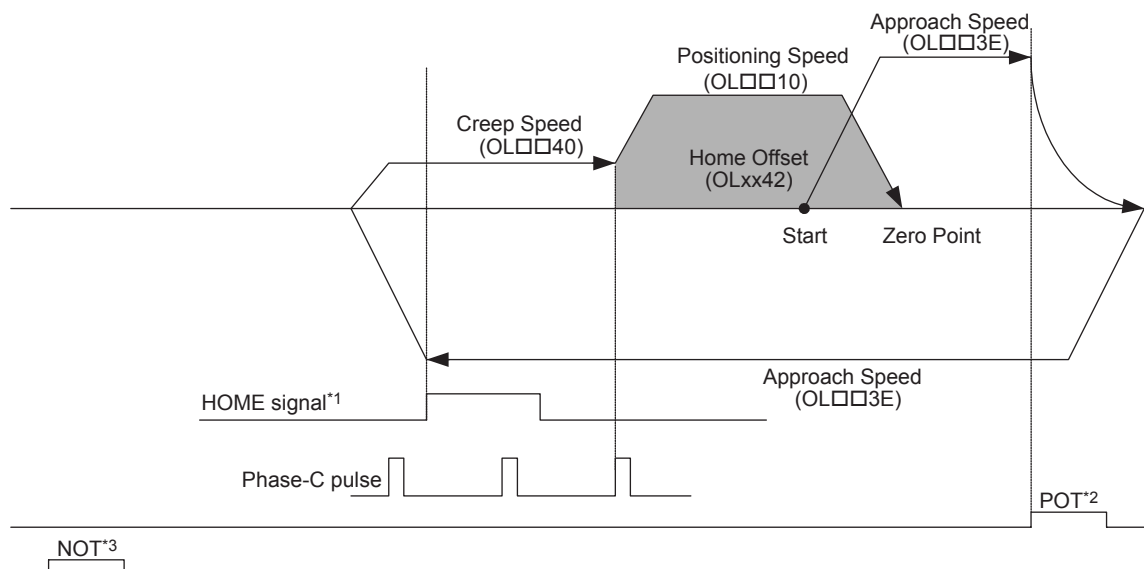 Approach Speed
(OL□□3E)
Positioning Speed
(OL□□10)
Creep Speed
(OL□□40)
Home Offset
(OLxx42)
Start
Zero Point
Approach Speed
(OL□□3E)
HOME signal*1
Phase-C pulse
POT*2
NOT*3